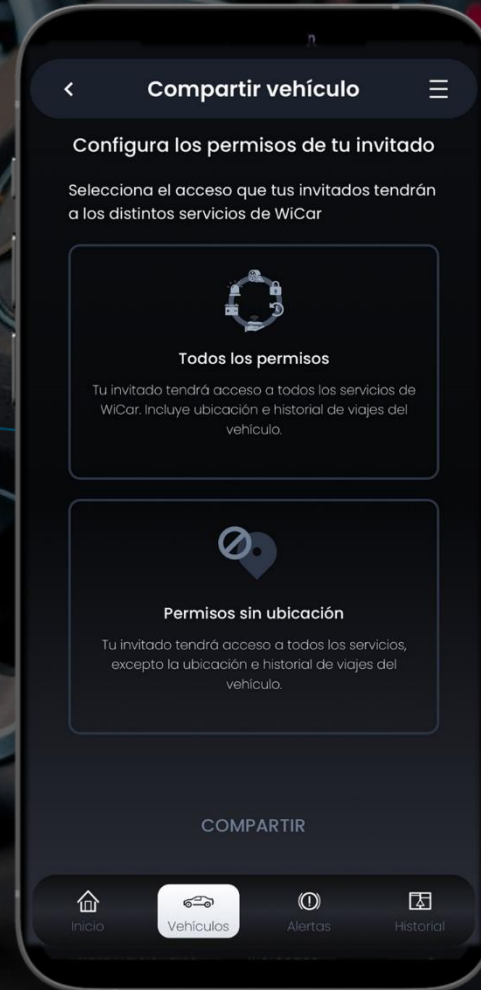 Compartir vehículo
Configura los permisos de tu invitado
Selecciona el acceso que tus invitados tendrán
a los distintos servicios de WiCar
Todos los permisos
Tu invitado tendrá acceso a todos los servicios de
WiCar. Incluye ubicación e historial de viajes del
vehículo.
Permisos sin ubicación
Tu invitado tendrá acceso a todos los servicios,
excepto la ubicación e historial de viajes del
vehículo.
COMPARTIR
Inicio
Vehículos
Alertas
Historial